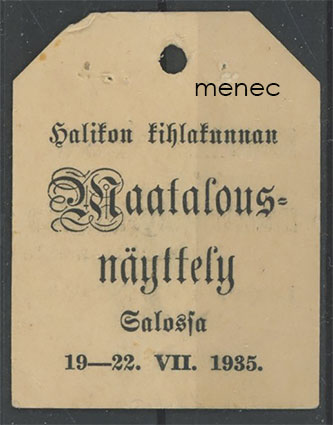 menec
Halikon kihlakunnan
Maatalous-
näyttely
Salossa
19—22. VII. 1935.